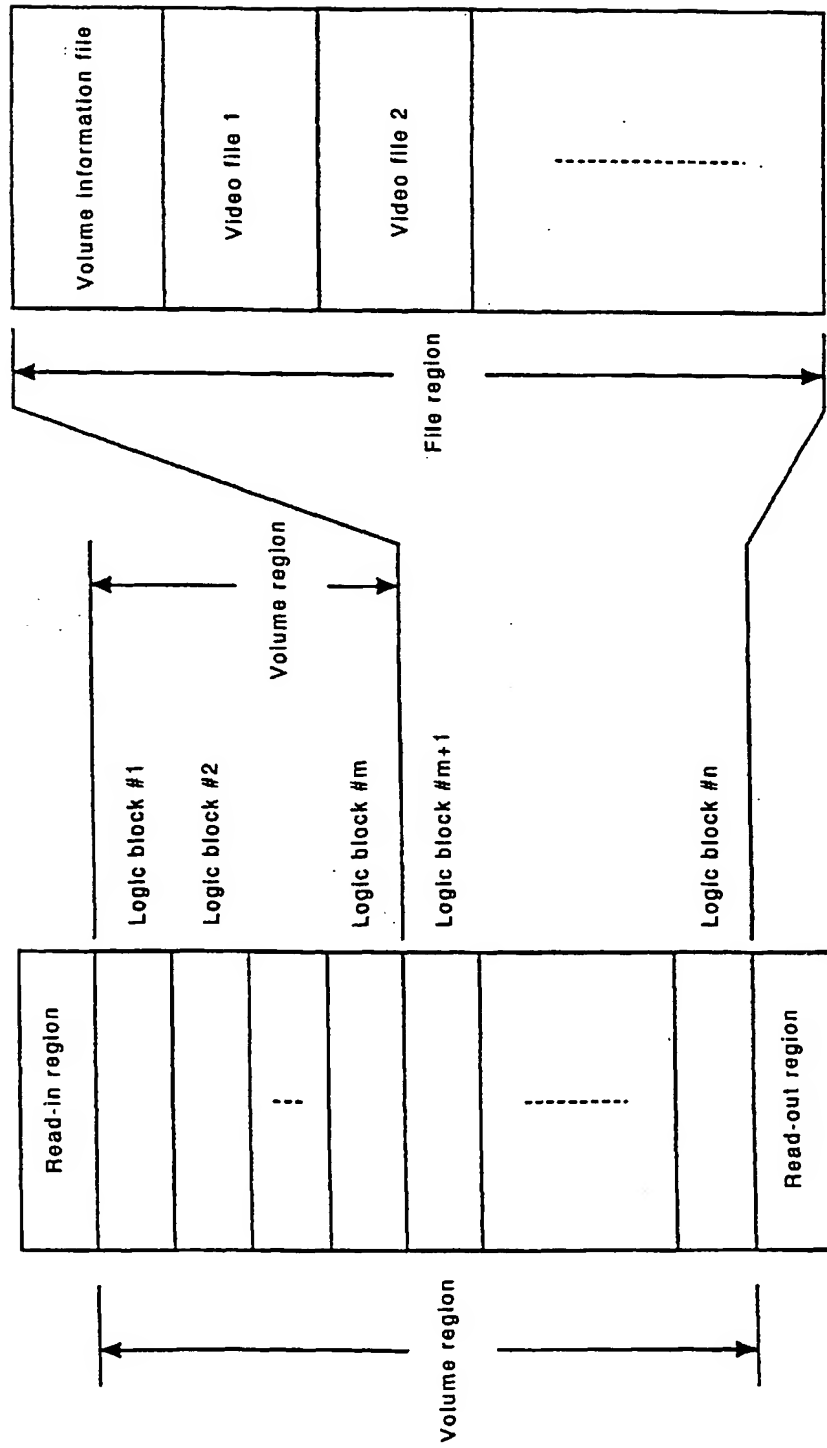 Volume region
Read-in region
Read-out region
Logic block #1
Logic block #2
Logic block #m
Logic block #m+1
Logic block #n
Volume region
File region
Volume information file
Video file 1
Video file 2